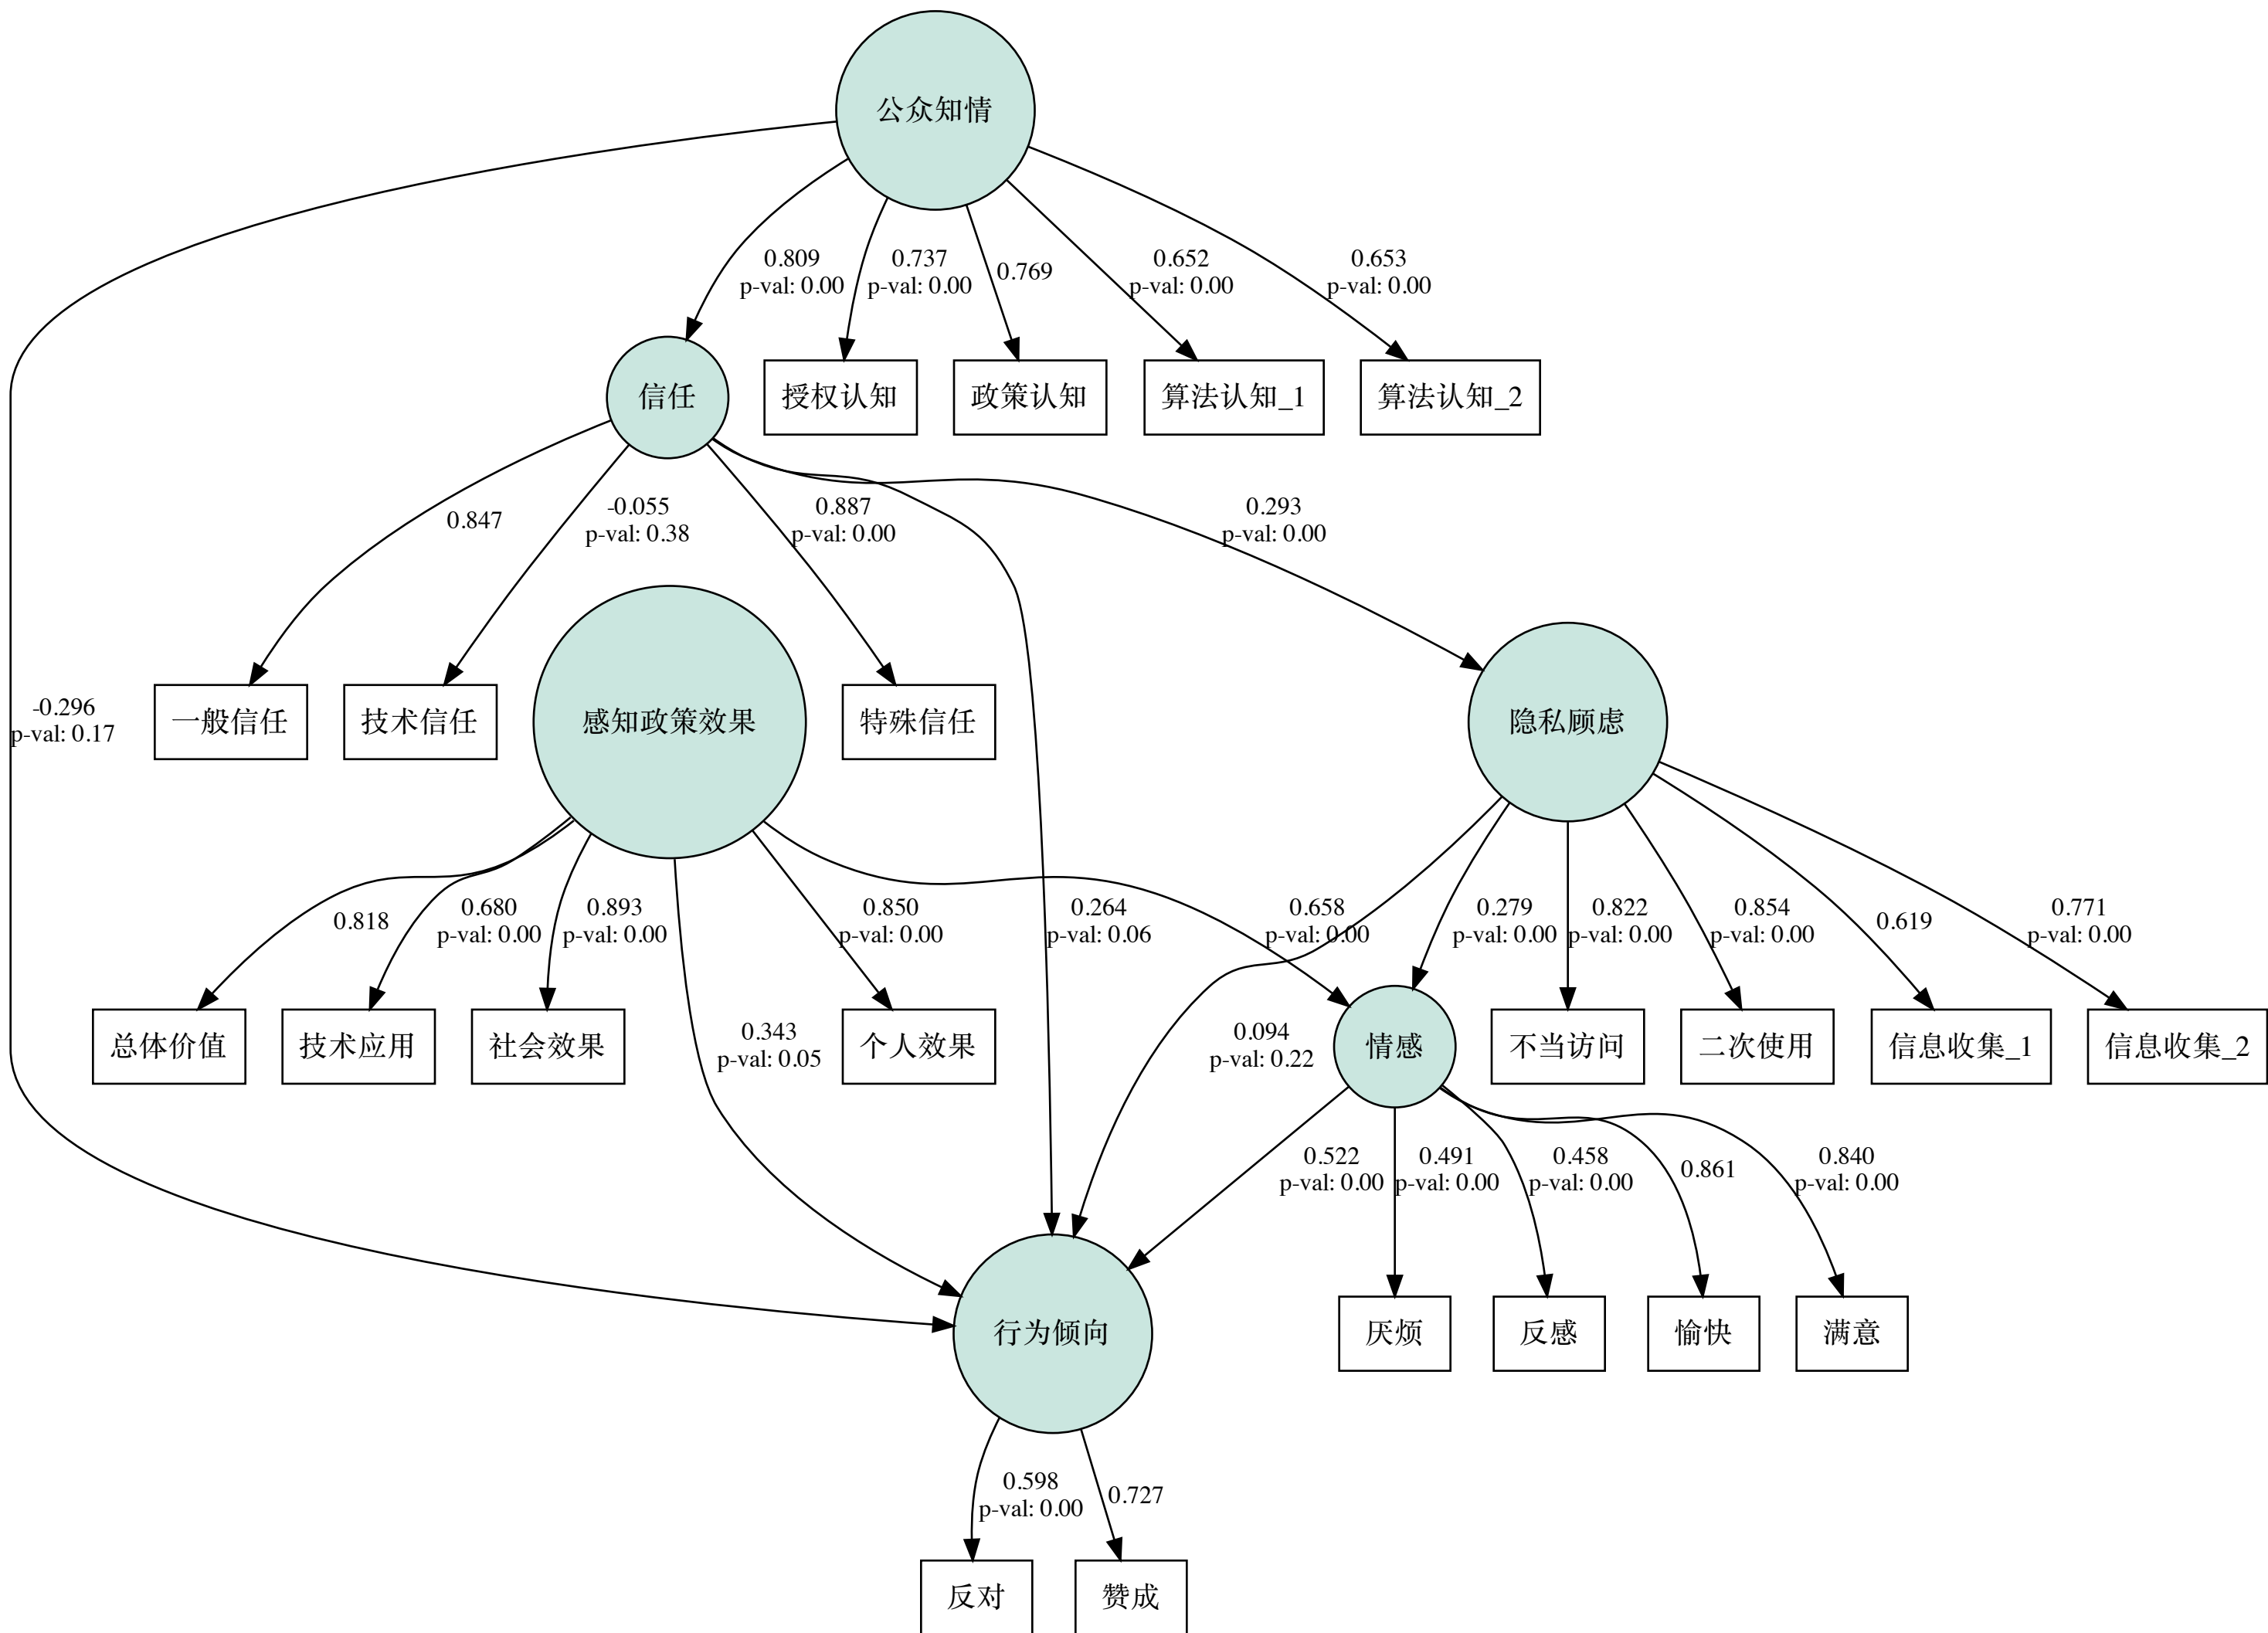 公众知情
0.809
p-val: 0.00
0.737
p-val: 0.00
0.769
0.652
p-val: 0.00
0.653
p-val: 0.00
信任
授权认知
政策认知
算法认知_1
算法认知_2
0.847
-0.055
p-val: 0.38
0.887
p-val: 0.00
0.293
p-val: 0.00
-0.296
p-val: 0.17
一般信任
技术信任
感知政策效果
特殊信任
隐私顾虑
0.818
0.680
p-val: 0.00
0.893
p-val: 0.00
0.850
p-val: 0.00
0.264
p-val: 0.06
0.658
p-val: 0.00
0.279
p-val: 0.00
0.822
p-val: 0.00
0.854
p-val: 0.00
0.619
0.771
p-val: 0.00
总体价值
技术应用
社会效果
0.343
p-val: 0.05
个人效果
0.094
p-val: 0.22
情感
不当访问
二次使用
信息收集_1
信息收集_2
0.522
p-val: 0.00
0.491
p-val: 0.00
0.458
p-val: 0.00
0.861
0.840
p-val: 0.00
行为倾向
厌烦
反感
愉快
满意
0.598
p-val: 0.00
0.727
反对
赞成